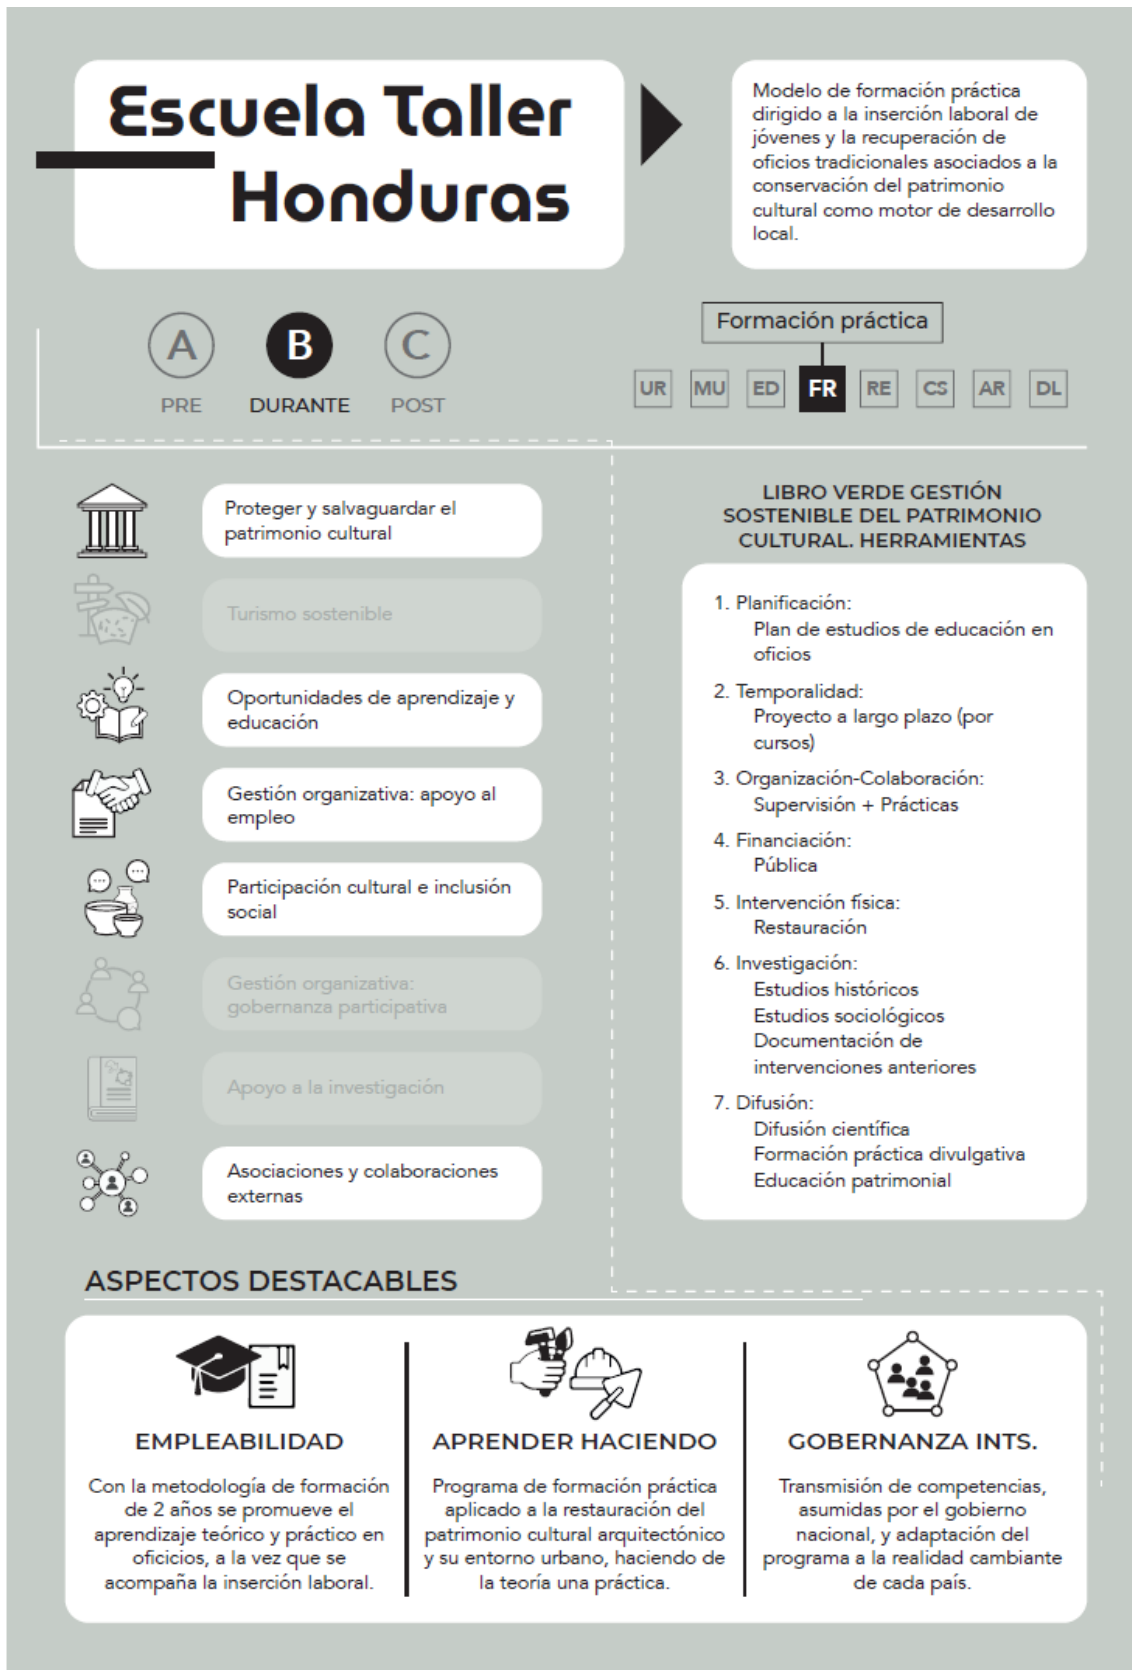 Escuela Taller
Honduras
Modelo de formación práctica
dirigido a la inserción laboral de
jóvenes y la recuperación de
oficios tradicionales asociados a la
conservación del patrimonio
cultural como motor de desarrollo
local.
A
B
C
PRE
DURANTE
POST
Formación práctica
UR
MU
ED
FR
RE
CS
AR
DL
Proteger y salvaguardar el
patrimonio cultural
Turismo sostenible
Oportunidades de aprendizaje y
educación
Gestión organizativa: apoyo al
empleo
Participación cultural e inclusión
social
Gestión organizativa:
gobernanza participativa
Apoyo a la investigación
Asociaciones y colaboraciones
externas
LIBRO VERDE GESTIÓN
SOSTENIBLE DEL PATRIMONIO
CULTURAL. HERRAMIENTAS
1. Planificación:
Plan de estudios de educación en
oficios
2. Temporalidad:
Proyecto a largo plazo (por
cursos)
3. Organización-Colaboración:
Supervisión + Prácticas
4. Financiación:
Pública
5. Intervención física:
Restauración
6. Investigación:
Estudios históricos
Estudios sociológicos
Documentación de
intervenciones anteriores
7. Difusión:
Difusión científica
Formación práctica divulgativa
Educación patrimonial
ASPECTOS DESTACABLES
EMPLEABILIDAD
Con la metodología de formación
de 2 años se promueve el
aprendizaje teórico y práctico en
oficicios, a la vez que se
acompaña la inserción laboral.
APRENDER HACIENDO
Programa de formación práctica
aplicado a la restauración del
patrimonio cultural arquitectónico
y su entorno urbano, haciendo de
la teoría una práctica.
GOBERNANZA INTS.
Transmisión de competencias,
asumidas por el gobierno
nacional, y adaptación del
programa a la realidad cambiante
de cada país.